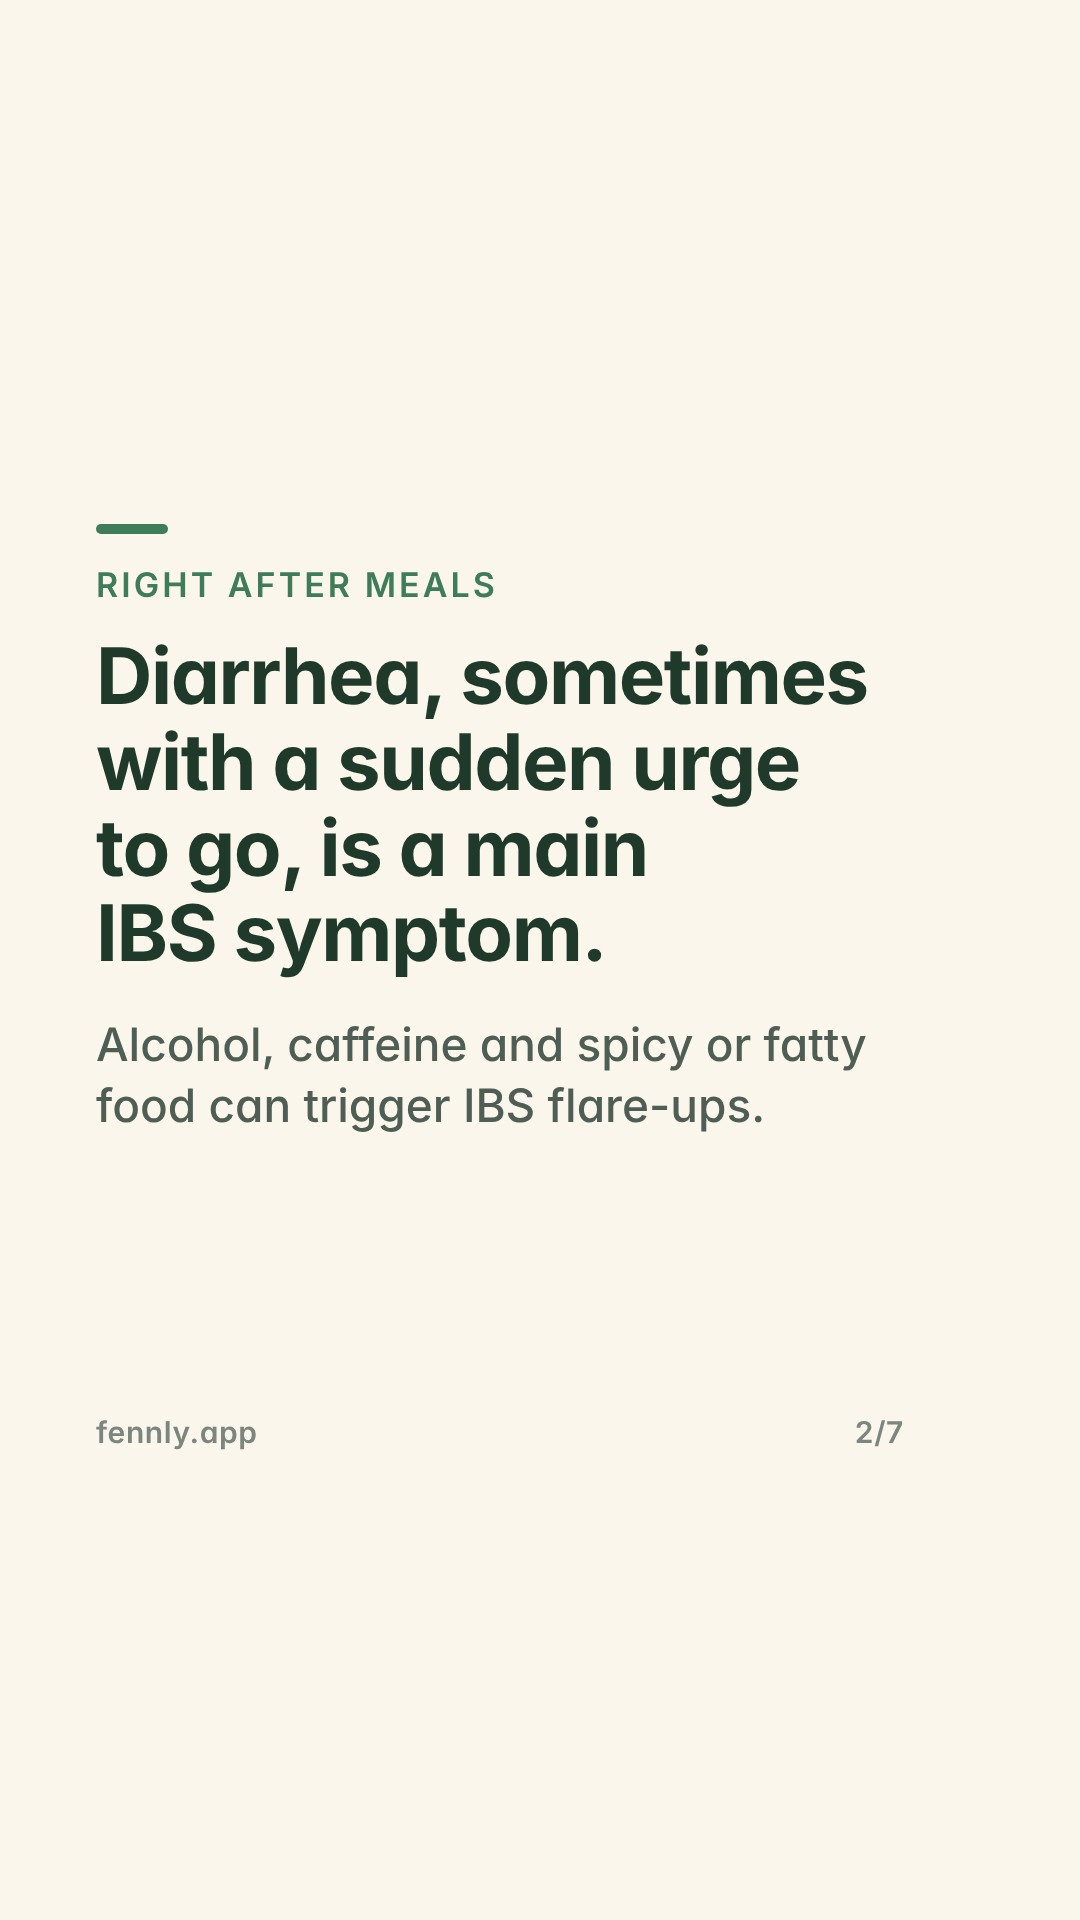 RIGHT AFTER MEALS
Diarrhea, sometimes
with a sudden urge
to go, is a main
IBS symptom.
Alcohol, caffeine and spicy or fatty
food can trigger IBS flare-ups.
fennly.app
2/7